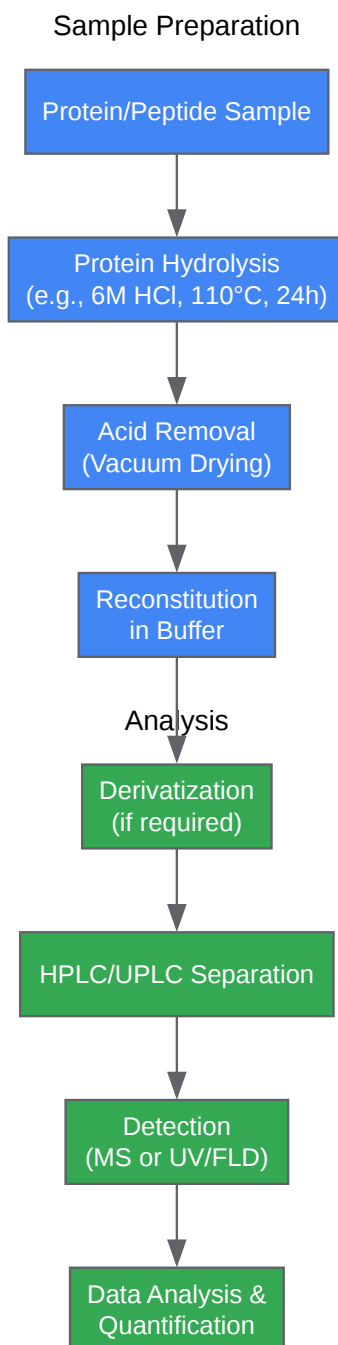 Sample Preparation
Protein/Peptide Sample
Protein Hydrolysis
(e.g., 6M HCl, 110°C, 24h)
Acid Removal
(Vacuum Drying)
Reconstitution
in Buffer
Analysis
Derivatization
(if required)
HPLC/UPLC Separation
Detection
(MS or UV/FLD)
Data Analysis &
Quantification